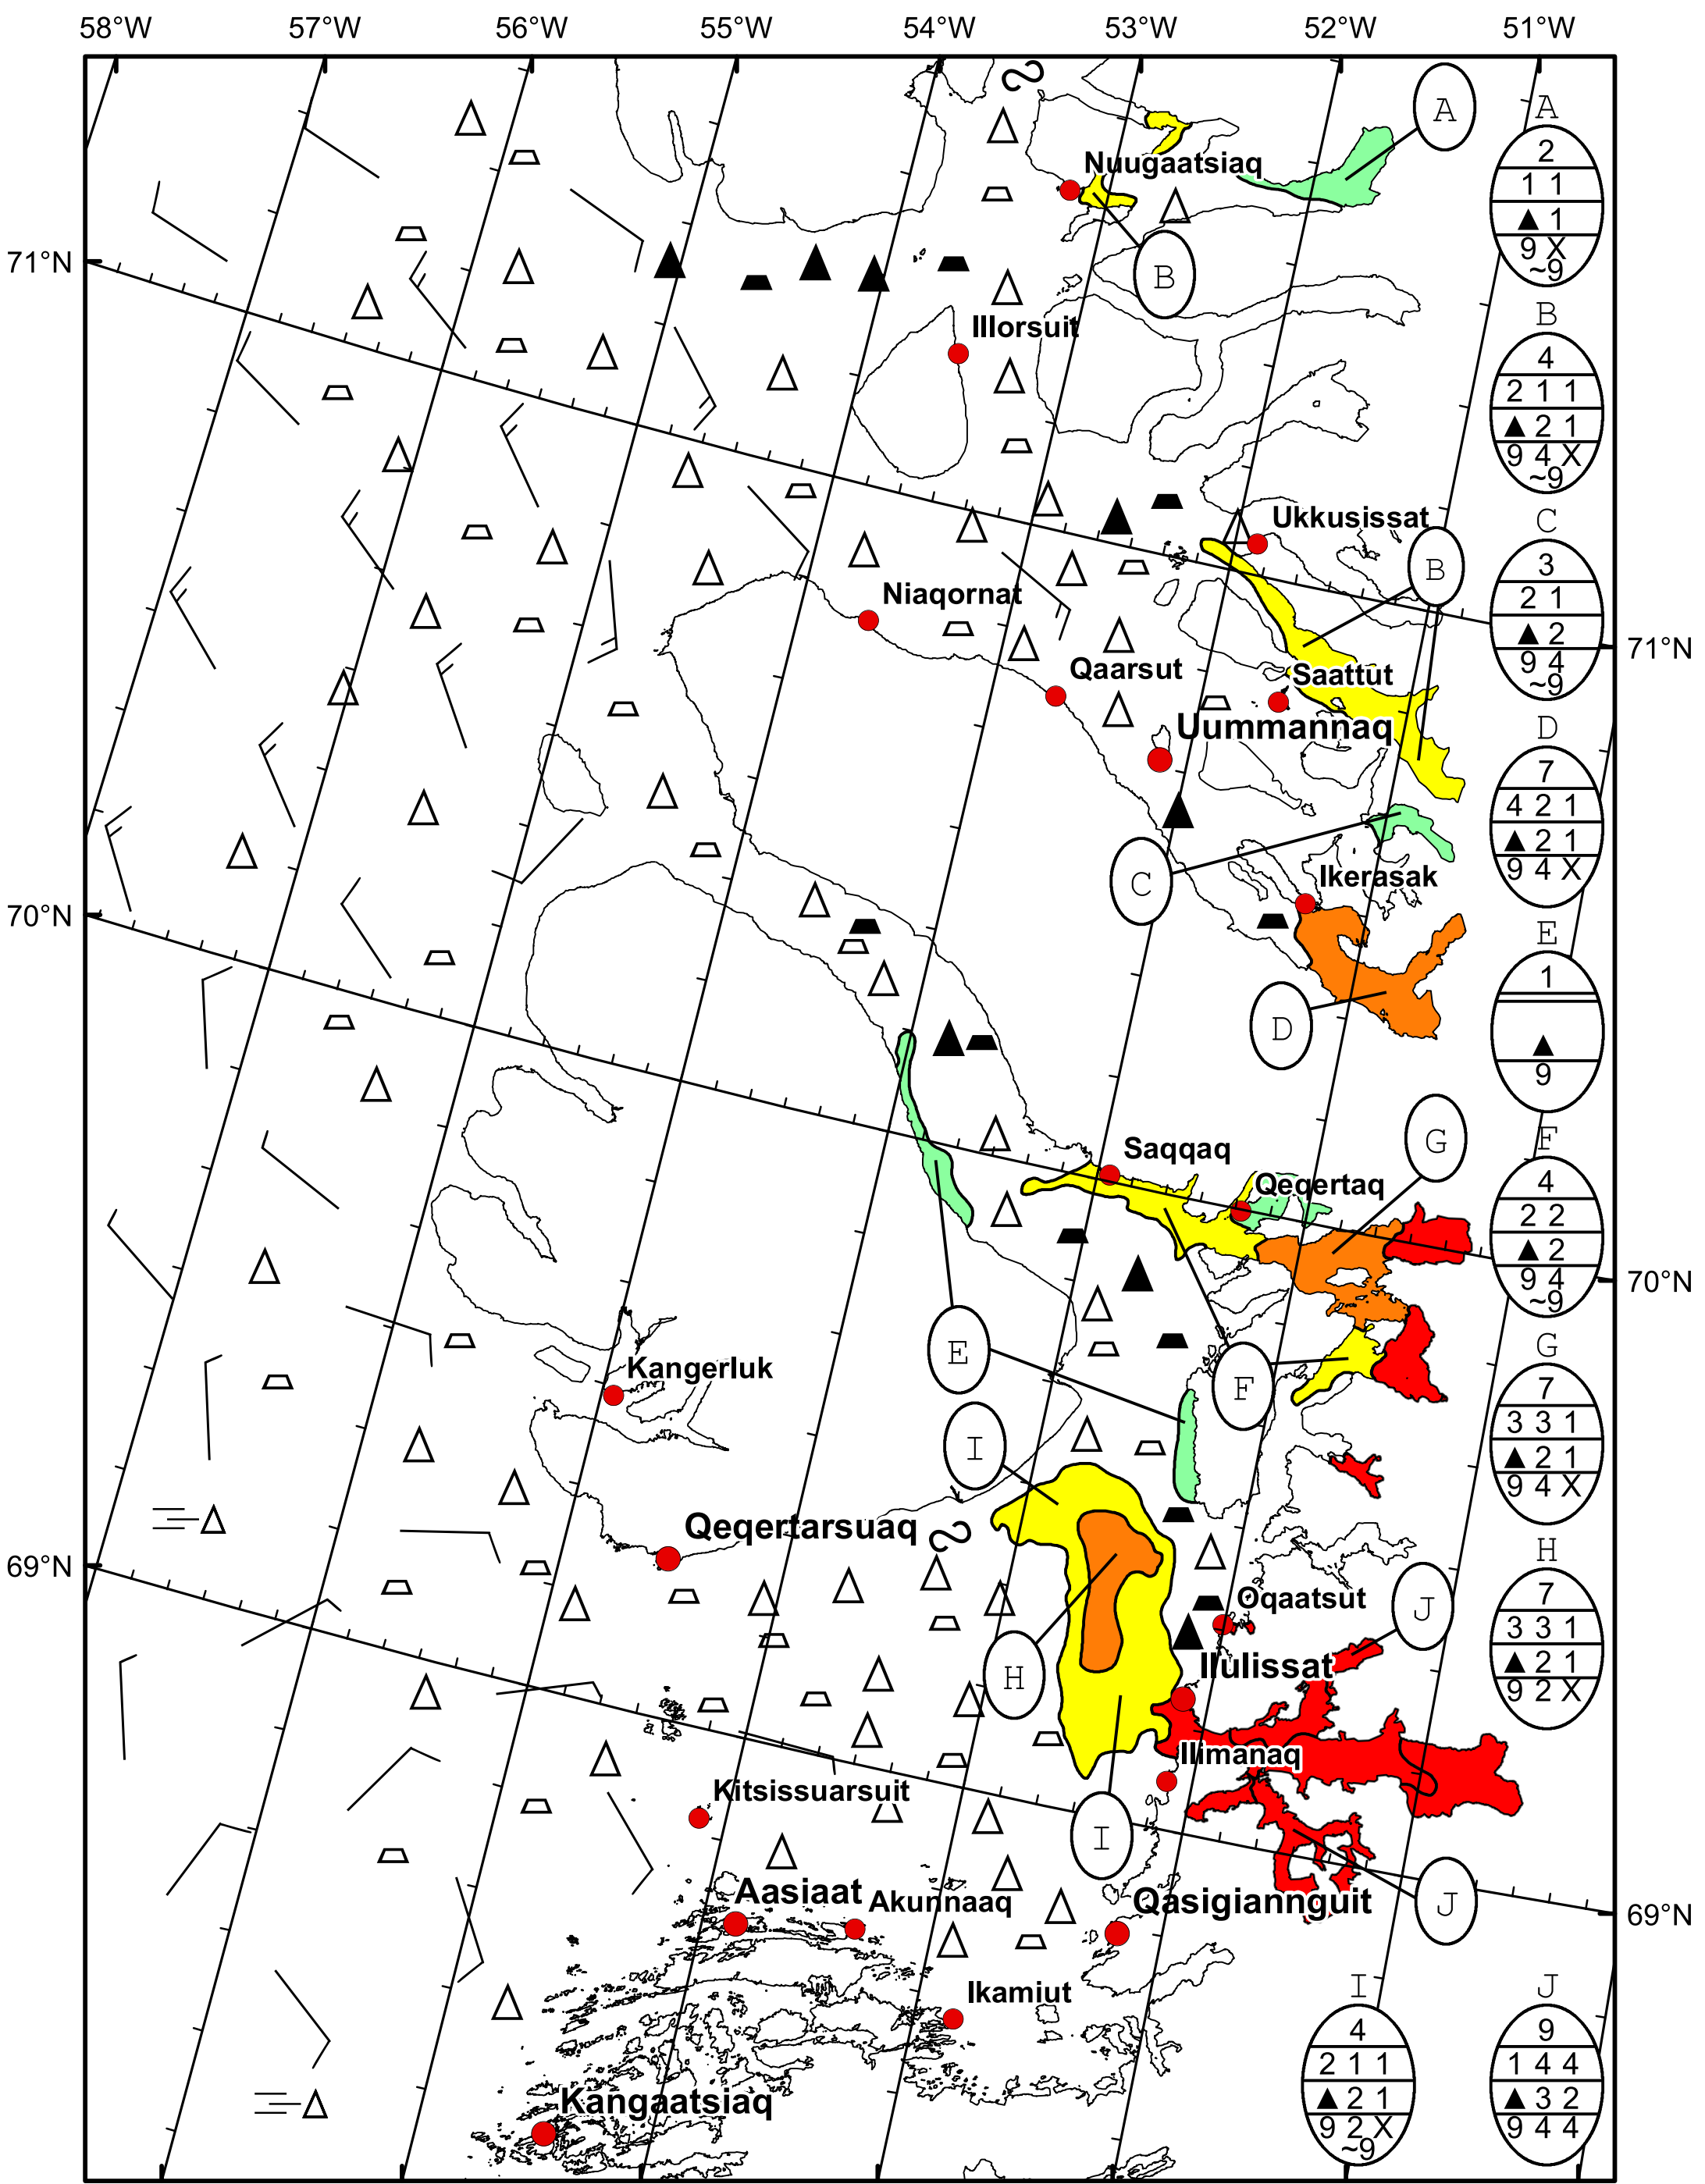 58°W 57°W 56°W 55°W 54°W 53°W 52°W 51°W
A
A
2
1 1
▲ 1
9 X
~9
Nuugaatsiaq
B
71°N
Illorsuit
B
4
2 1 1
▲ 2 1
9 4 X
~9
Ukkusissat
B
C
3
2 1
▲ 2
9 4
~9
Niaqornat
71°N
Qaarsut
Saattut
Uummannaq
D
7
4 2 1
▲ 2 1
9 4 X
C
Ikerasak
70°N
D
E
1
▲
9
G
Saqqaq
Qeqertaq
F
4
2 2
▲ 2
9 4
~9
70°N
E
Kangerluk
F
G
7
3 3 1
▲ 2 1
9 4 X
I
Qeqertarsuaq
69°N
H
7
3 3 1
▲ 2 1
9 2 X
Oqaatsut
J
H
Ilulissat
Ilimanaq
Kitsissuarsuit
I
Aasiaat
Akunnaaq
Qasigiannguit
J
69°N
Ikamiut
I
4
2 1 1
▲ 2 1
9 2 X
~9
J
9
1 4 4
▲ 3 2
9 4 4
Kangaatsiaq